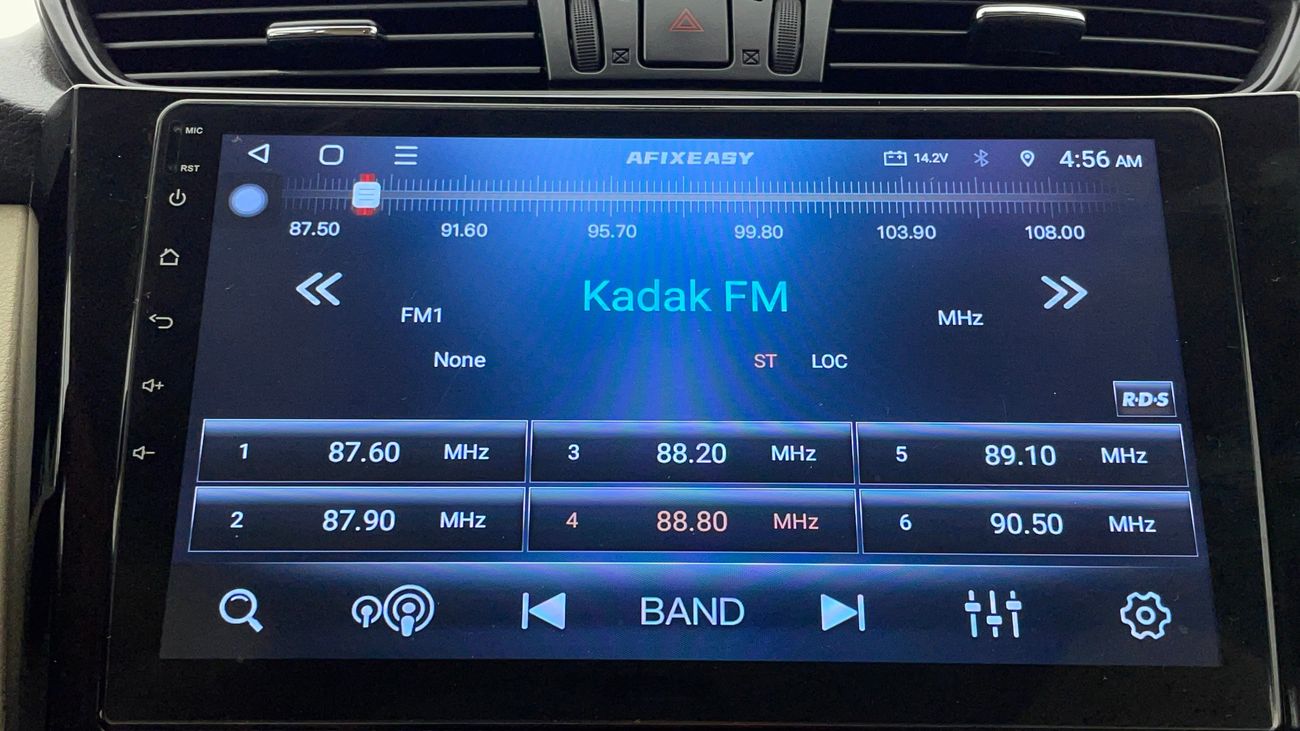 MIC
RST
AFIXEASY
14.2V
4:56 AM
87.50 91.60 95.70 99.80 103.90 108.00
Kadak FM
FM1
MHz
None
ST LOC
R·D·S
1 87.60 MHz
3 88.20 MHz
5 89.10 MHz
2 87.90 MHz
4 88.80 MHz
6 90.50 MHz
BAND